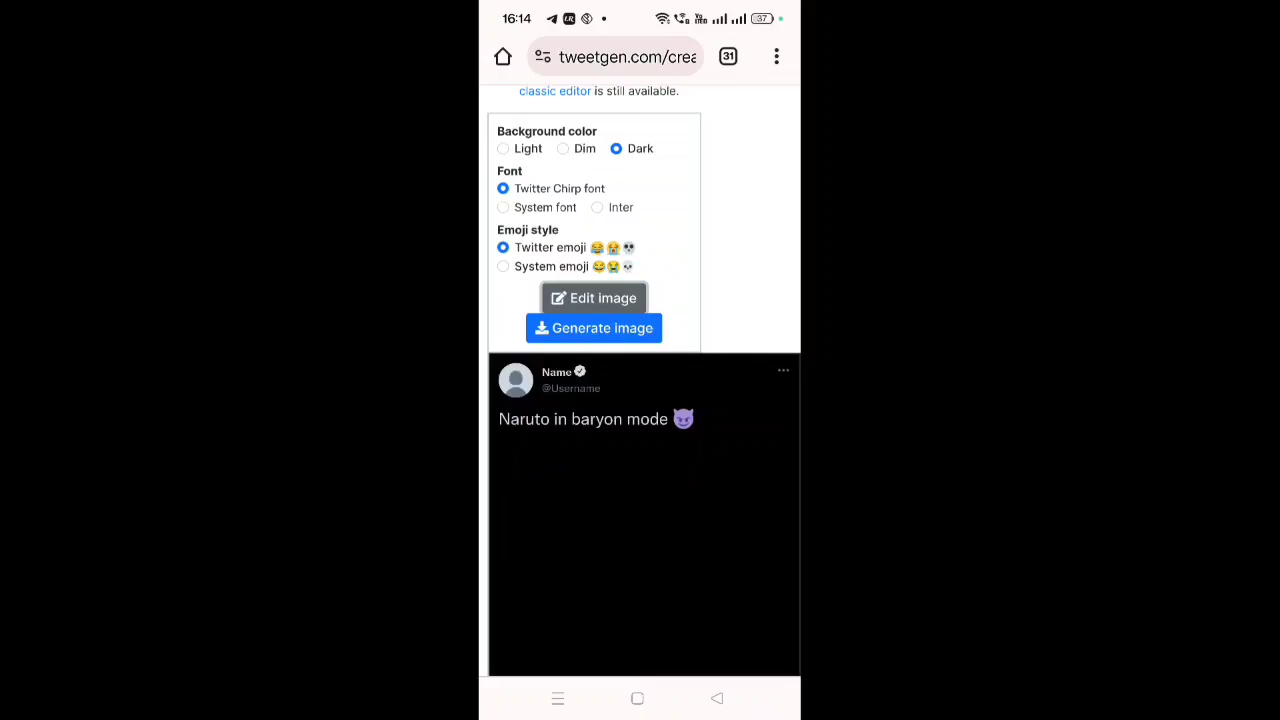 16:14 37
tweetgen.com/crea 31
classic editor is still available.
Background color
Light Dim Dark
Font
Twitter Chirp font
System font Inter
Emoji style
Twitter emoji 😂😭💀
System emoji 😂😭💀
Edit image
Generate image
Name
@Username
Naruto in baryon mode 😈